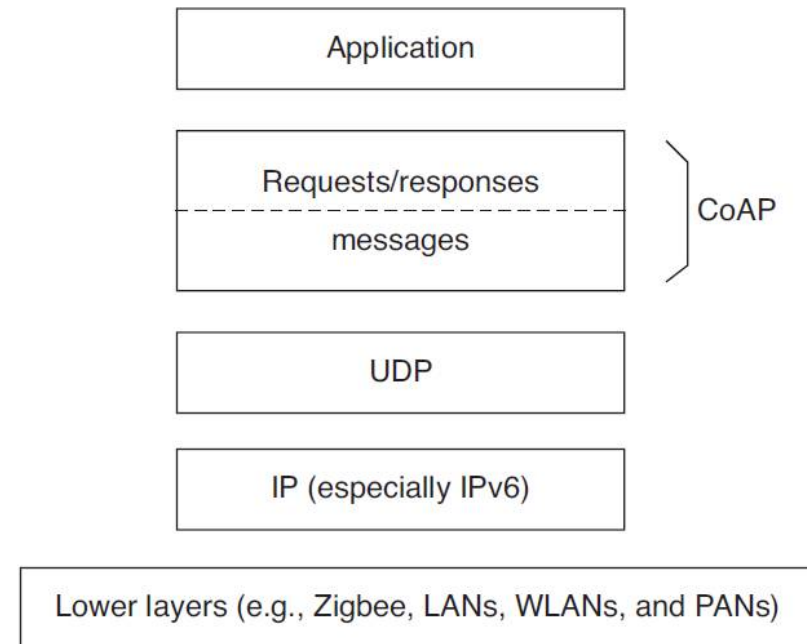 Application
Requests/responses
messages
CoAP
UDP
IP (especially IPv6)
Lower layers (e.g., Zigbee, LANs, WLANs, and PANs)